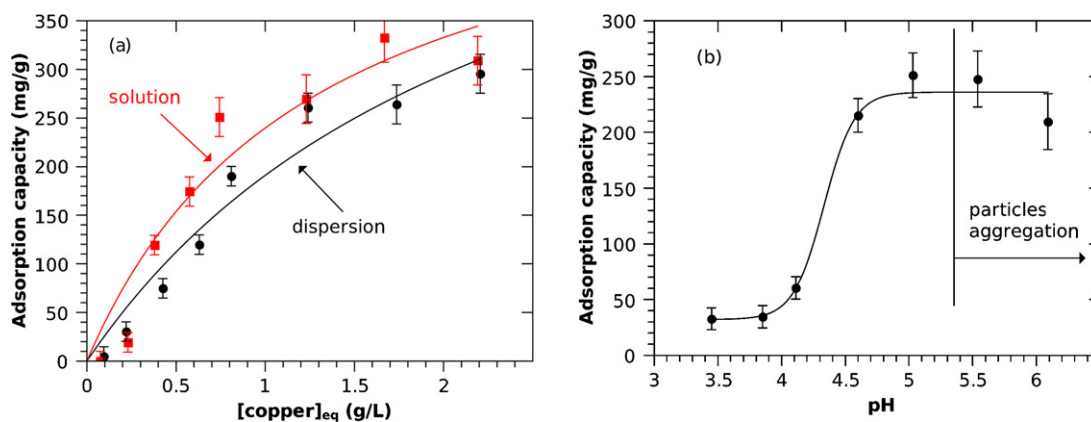 (a)
solution
dispersion
Adsorption capacity (mg/g)
350
300
250
200
150
100
50
0
0
0.5
1
1.5
2
[copper]eq (g/L)
(b)
particles
aggregation
Adsorption capacity (mg/g)
300
250
200
150
100
50
0
3
3.5
4
4.5
5
5.5
6
pH